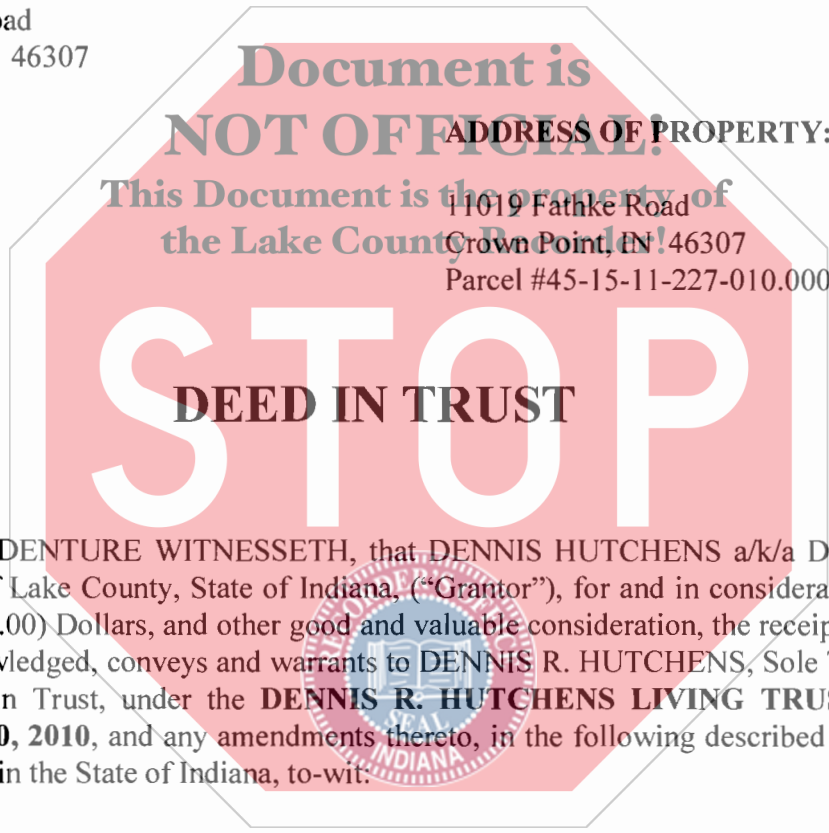 oad
46307
Document is
NOT OFFICIAL!
ADDRESS OF PROPERTY:
This Document is the property of
the Lake County Recorder!
11019 Fathke Road
Crown Point, IN 46307
Parcel #45-15-11-227-010.000
STOP
DEED IN TRUST
DENTURE WITNESSETH, that DENNIS HUTCHENS a/k/a D
f Lake County, State of Indiana, (“Grantor”), for and in considera
.00) Dollars, and other good and valuable consideration, the receip
wledged, conveys and warrants to DENNIS R. HUTCHENS, Sole T
n Trust, under the DENNIS R. HUTCHENS LIVING TRUS
0, 2010, and any amendments thereto, in the following described
in the State of Indiana, to-wit:
SEAL
INDIANA